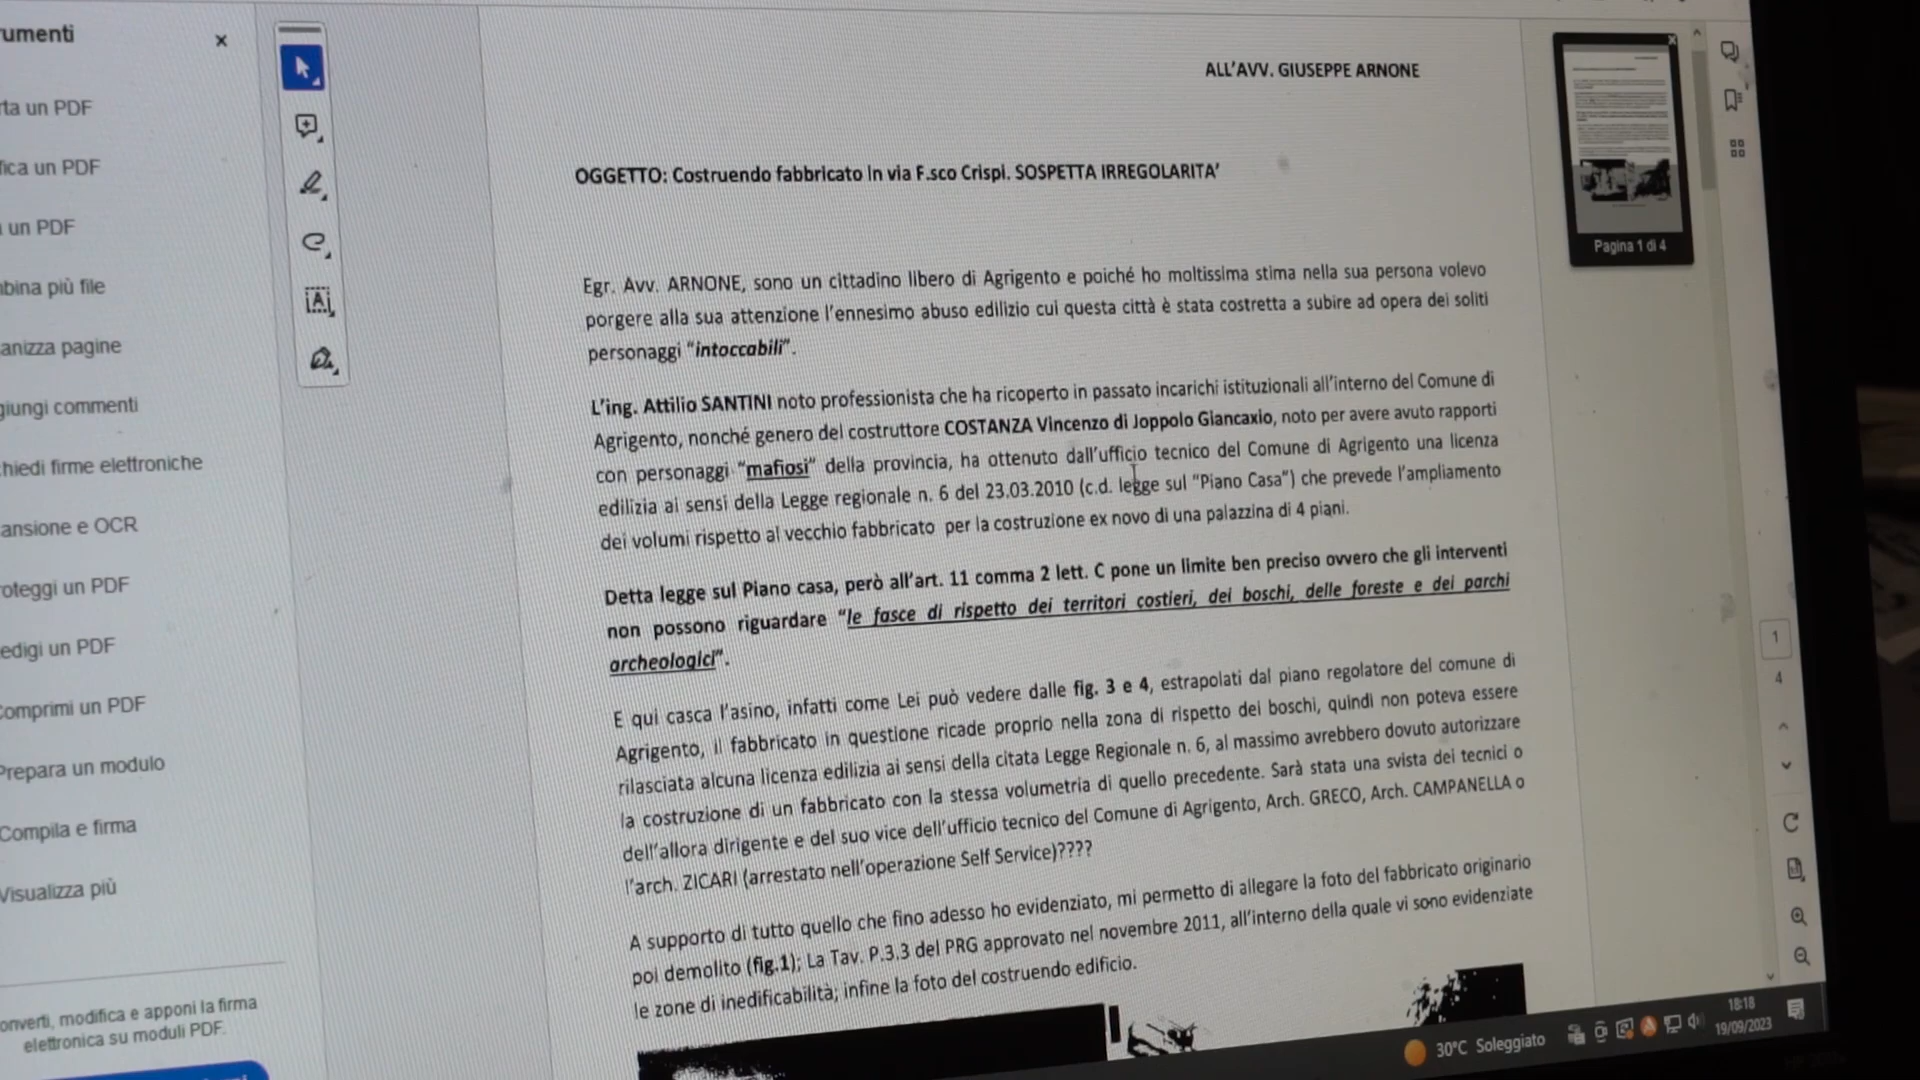 umenti
rta un PDF
fica un PDF
un PDF
bina più file
anizza pagine
giungi commenti
hiedi firme elettroniche
ansione e OCR
roteggi un PDF
edigi un PDF
Comprimi un PDF
Prepara un modulo
Compila e firma
Visualizza più
onverti, modifica e apponi la firma
elettronica su moduli PDF.
ALL'AVV. GIUSEPPE ARNONE
OGGETTO: Costruendo fabbricato in via F.sco Crispi. SOSPETTA IRREGOLARITA'
Egr. Avv. ARNONE, sono un cittadino libero di Agrigento e poiché ho moltissima stima nella sua persona volevo
porgere alla sua attenzione l'ennesimo abuso edilizio cui questa città è stata costretta a subire ad opera dei soliti
personaggi "intoccabili".
L'ing. Attilio SANTINI noto professionista che ha ricoperto in passato incarichi istituzionali all'interno del Comune di
Agrigento, nonché genero del costruttore COSTANZA Vincenzo di Joppolo Giancaxio, noto per avere avuto rapporti
con personaggi "mafiosi" della provincia, ha ottenuto dall'ufficio tecnico del Comune di Agrigento una licenza
edilizia ai sensi della Legge regionale n. 6 del 23.03.2010 (c.d. legge sul "Piano Casa") che prevede l'ampliamento
dei volumi rispetto al vecchio fabbricato per la costruzione ex novo di una palazzina di 4 piani.
Detta legge sul Piano casa, però all'art. 11 comma 2 lett. C pone un limite ben preciso ovvero che gli interventi
non possono riguardare "le fasce di rispetto dei territori costieri, dei boschi, delle foreste e dei parchi
archeologici".
E qui casca l'asino, infatti come Lei può vedere dalle fig. 3 e 4, estrapolati dal piano regolatore del comune di
Agrigento, il fabbricato in questione ricade proprio nella zona di rispetto dei boschi, quindi non poteva essere
rilasciata alcuna licenza edilizia ai sensi della citata Legge Regionale n. 6, al massimo avrebbero dovuto autorizzare
la costruzione di un fabbricato con la stessa volumetria di quello precedente. Sarà stata una svista dei tecnici o
dell'allora dirigente e del suo vice dell'ufficio tecnico del Comune di Agrigento, Arch. GRECO, Arch. CAMPANELLA o
l'arch. ZICARI (arrestato nell'operazione Self Service)????
A supporto di tutto quello che fino adesso ho evidenziato, mi permetto di allegare la foto del fabbricato originario
poi demolito (fig.1); La Tav. P.3.3 del PRG approvato nel novembre 2011, all'interno della quale vi sono evidenziate
le zone di inedificabilità; infine la foto del costruendo edificio.
Pagina 1 di 4
1
4
30°C Soleggiato
18:18
19/09/2023